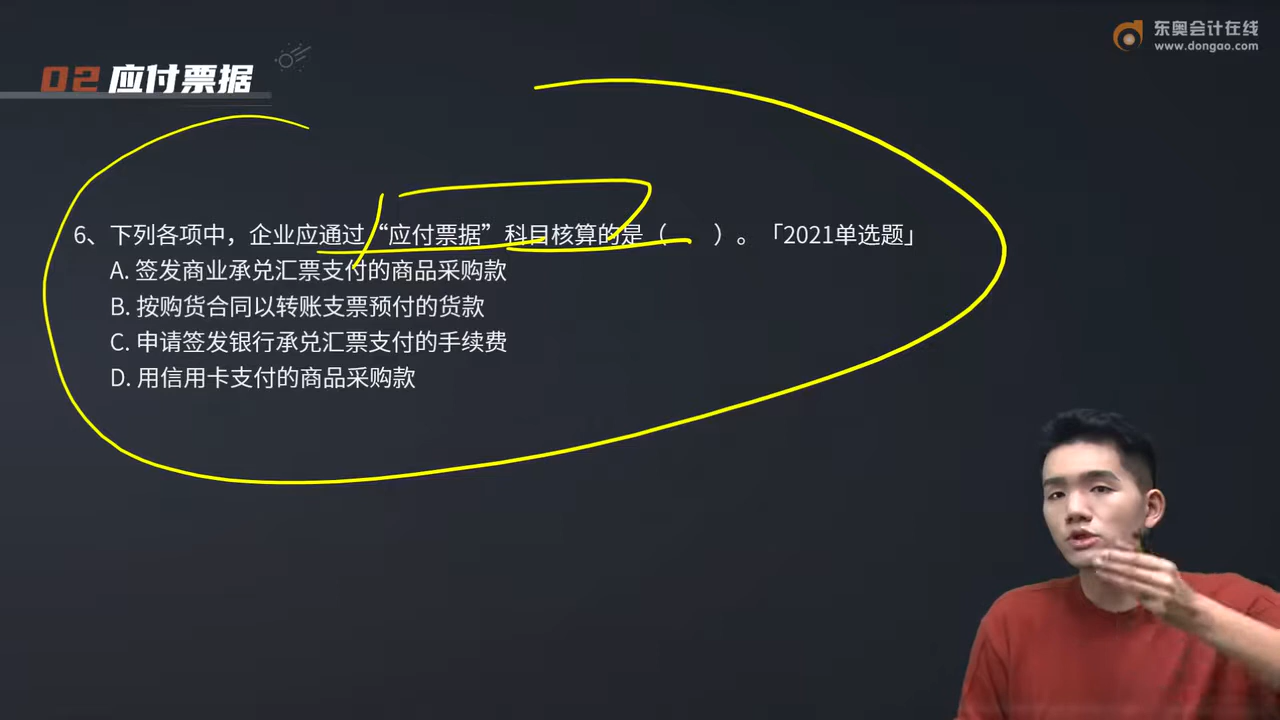 东奥会计在线
www.dongao.com
02 应付票据
6、下列各项中，企业应通过“应付票据”科目核算的是（　）。「2021单选题」
A. 签发商业承兑汇票支付的商品采购款
B. 按购货合同以转账支票预付的货款
C. 申请签发银行承兑汇票支付的手续费
D. 用信用卡支付的商品采购款